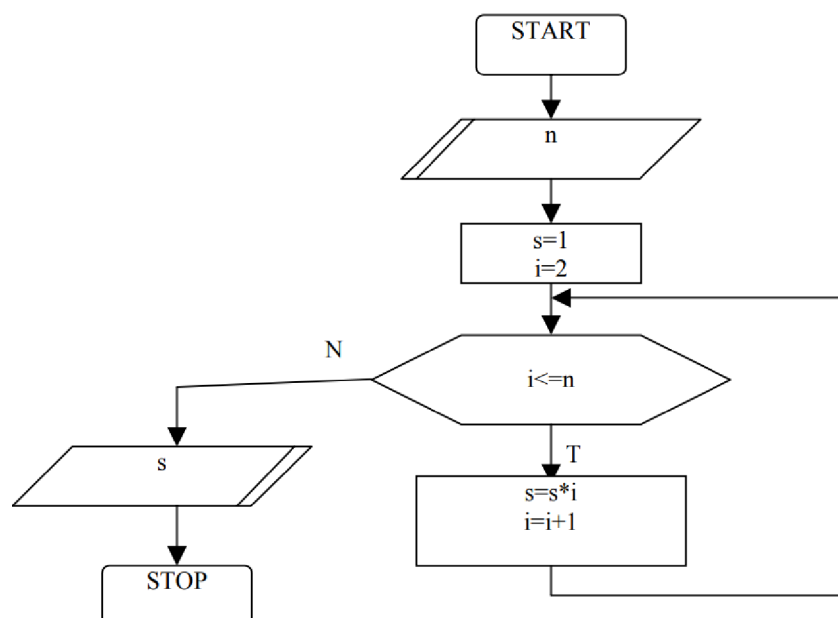 START
n
s=1
i=2
N
i<=n
T
s
s=s*i
i=i+1
STOP